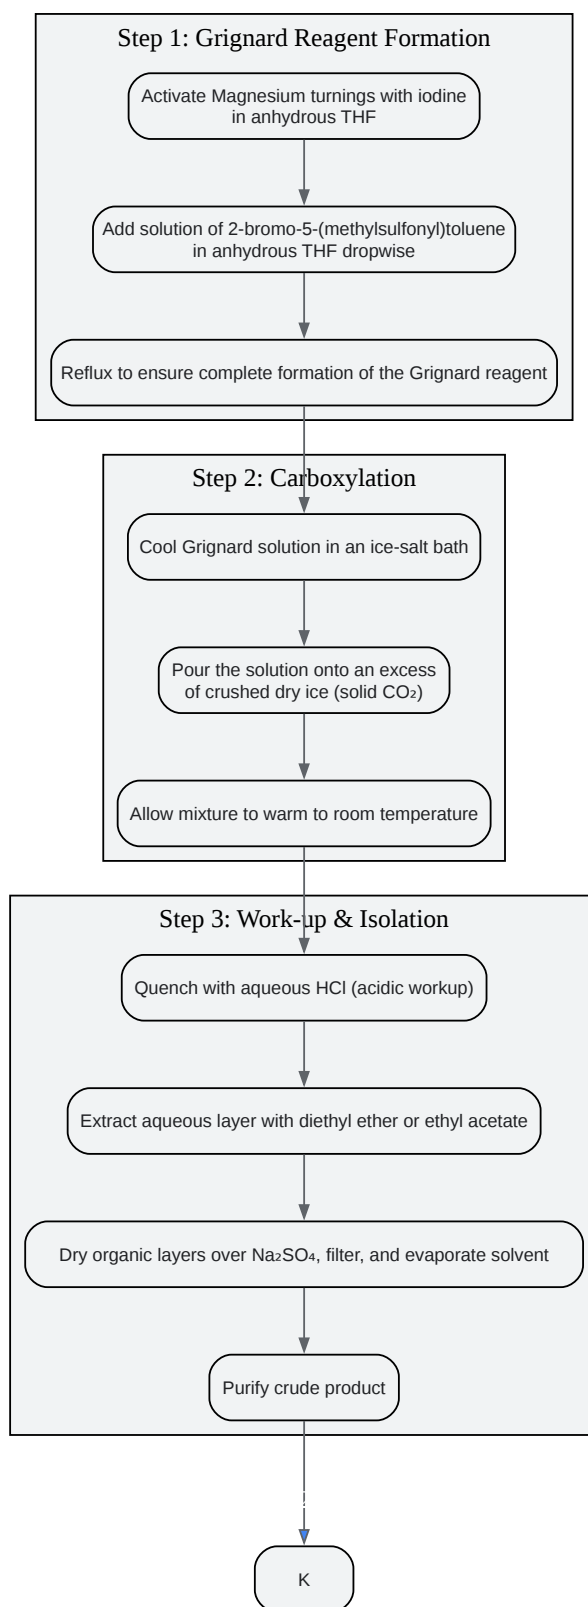 Step 1: Grignard Reagent Formation
Activate Magnesium turnings with iodine
in anhydrous THF
Add solution of 2-bromo-5-(methylsulfonyl)toluene
in anhydrous THF dropwise
Reflux to ensure complete formation of the Grignard reagent
Step 2: Carboxylation
Cool Grignard solution in an ice-salt bath
Pour the solution onto an excess
of crushed dry ice (solid CO₂)
Allow mixture to warm to room temperature
Step 3: Work-up & Isolation
Quench with aqueous HCl (acidic workup)
Extract aqueous layer with diethyl ether or ethyl acetate
Dry organic layers over Na₂SO₄, filter, and evaporate solvent
Purify crude product
K